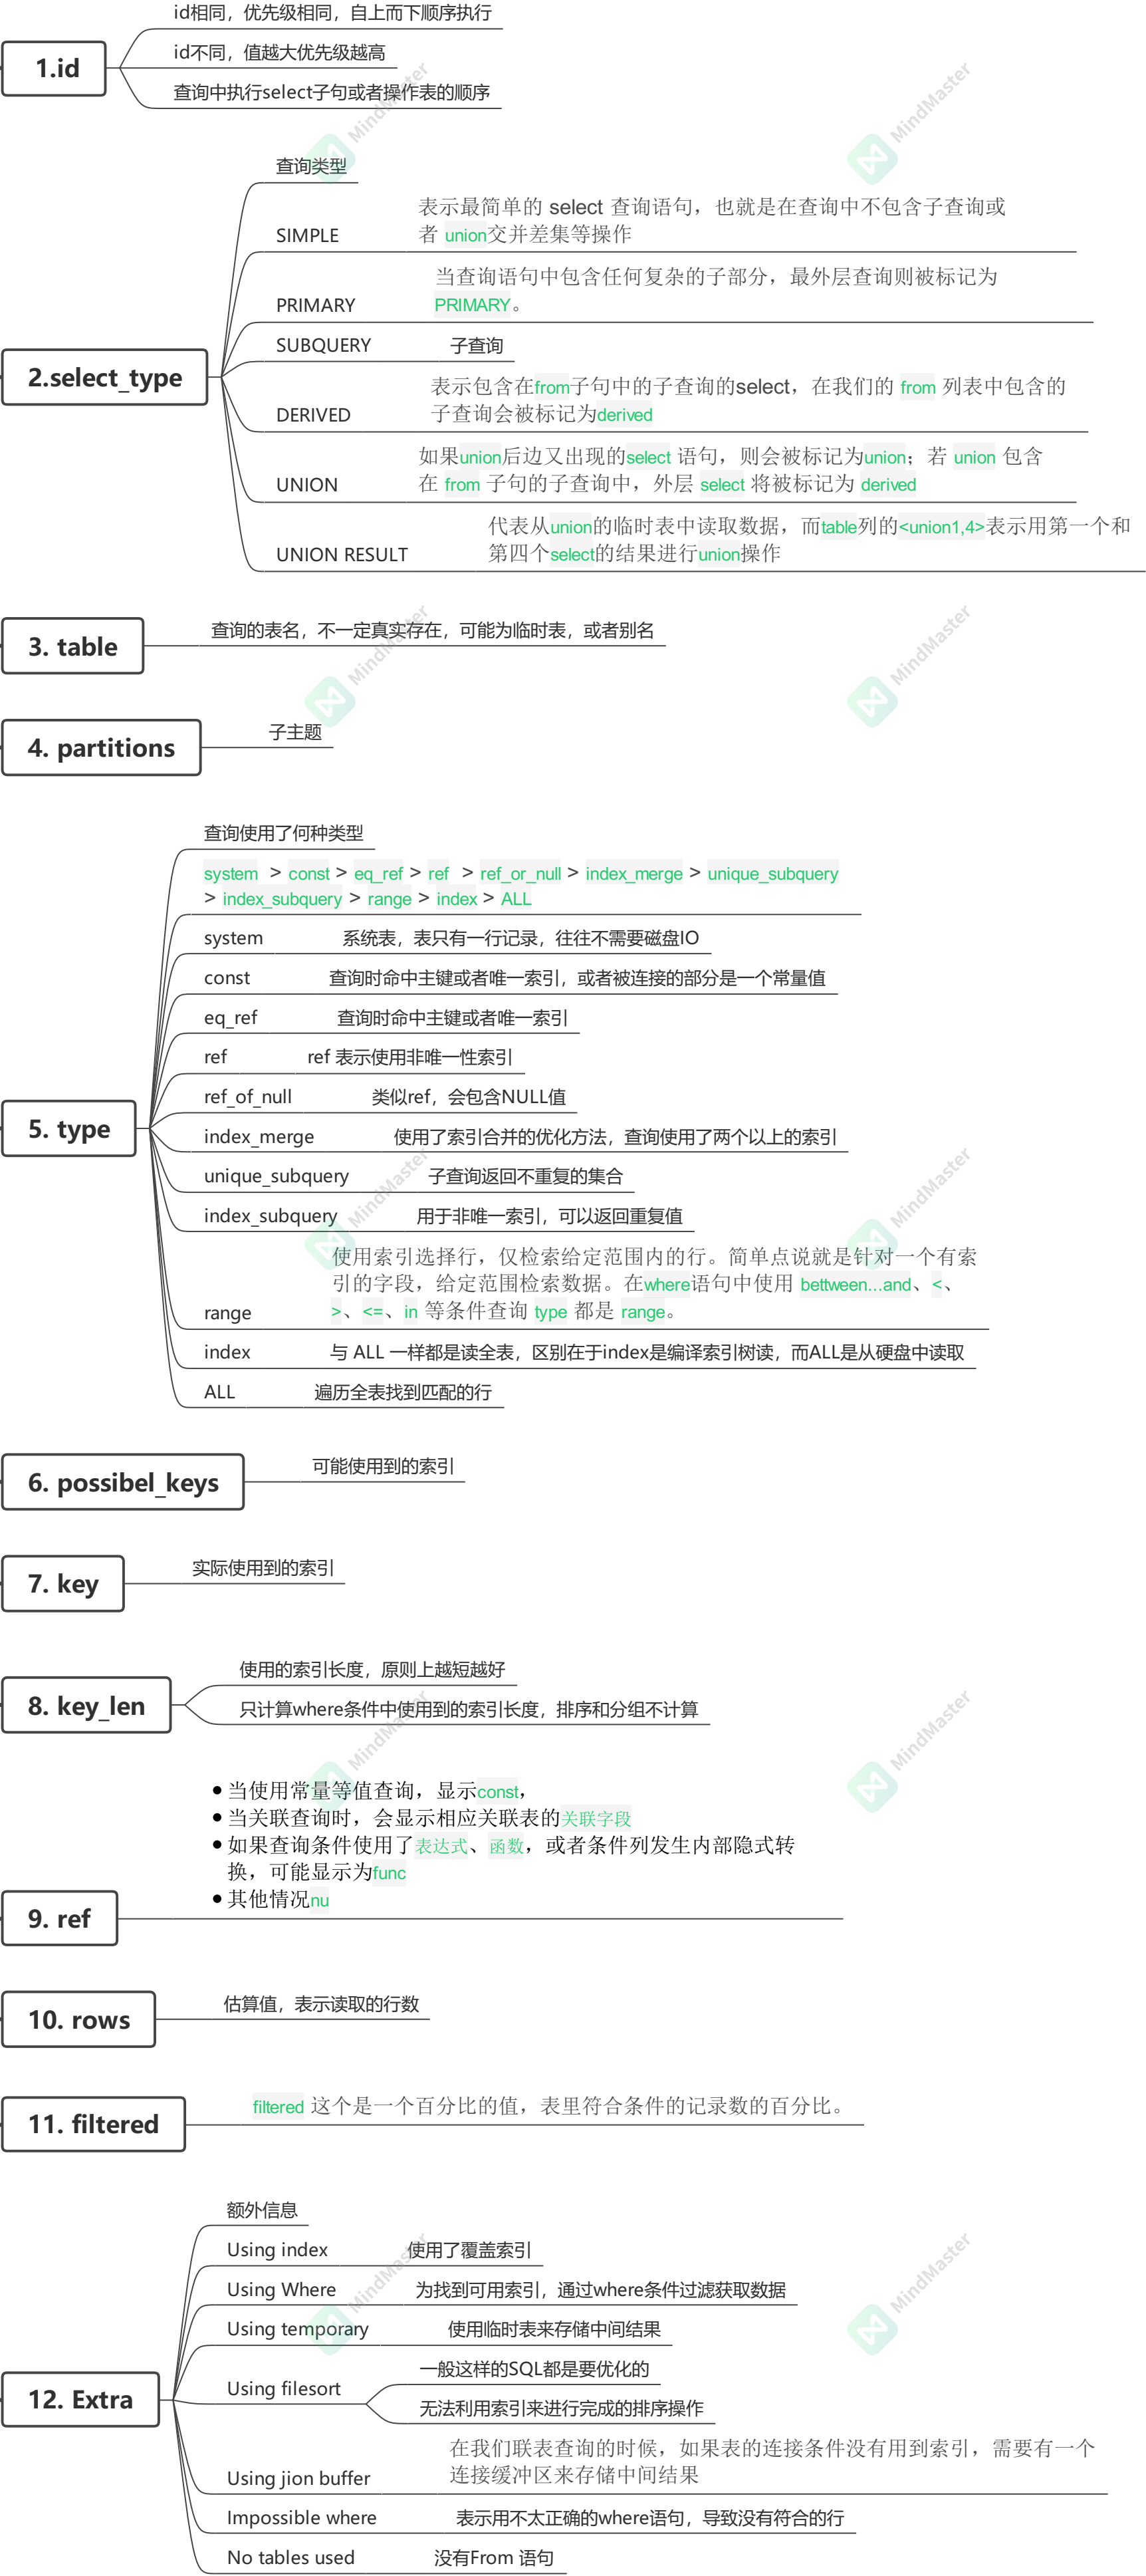 1.id
id相同，优先级相同，自上而下顺序执行
id不同，值越大优先级越高
查询中执行select子句或者操作表的顺序
2.select_type
查询类型
SIMPLE
表示最简单的 select 查询语句，也就是在查询中不包含子查询或
者 union交并差集等操作
PRIMARY
当查询语句中包含任何复杂的子部分，最外层查询则被标记为
PRIMARY。
SUBQUERY
子查询
DERIVED
表示包含在from子句中的子查询的select，在我们的 from 列表中包含的
子查询会被标记为derived
UNION
如果union后边又出现的select 语句，则会被标记为union；若 union 包含
在 from 子句的子查询中，外层 select 将被标记为 derived
UNION RESULT
代表从union的临时表中读取数据，而table列的<union1,4>表示用第一个和
第四个select的结果进行union操作
3. table
查询的表名，不一定真实存在，可能为临时表，或者别名
4. partitions
子主题
5. type
查询使用了何种类型
system > const > eq_ref > ref > ref_or_null > index_merge > unique_subquery
> index_subquery > range > index > ALL
system
系统表，表只有一行记录，往往不需要磁盘IO
const
查询时命中主键或者唯一索引，或者被连接的部分是一个常量值
eq_ref
查询时命中主键或者唯一索引
ref
ref 表示使用非唯一性索引
ref_of_null
类似ref，会包含NULL值
index_merge
使用了索引合并的优化方法，查询使用了两个以上的索引
unique_subquery
子查询返回不重复的集合
index_subquery
用于非唯一索引，可以返回重复值
range
使用索引选择行，仅检索给定范围内的行。简单点说就是针对一个有索
引的字段，给定范围检索数据。在where语句中使用 bettween...and、<、
>、<=、in 等条件查询 type 都是 range。
index
与 ALL 一样都是读全表，区别在于index是编译索引树读，而ALL是从硬盘中读取
ALL
遍历全表找到匹配的行
6. possibel_keys
可能使用到的索引
7. key
实际使用到的索引
8. key_len
使用的索引长度，原则上越短越好
只计算where条件中使用到的索引长度，排序和分组不计算
9. ref
• 当使用常量等值查询，显示const，
• 当关联查询时，会显示相应关联表的关联字段
• 如果查询条件使用了表达式、函数，或者条件列发生内部隐式转
换，可能显示为func
• 其他情况nu
10. rows
估算值，表示读取的行数
11. filtered
filtered 这个是一个百分比的值，表里符合条件的记录数的百分比。
12. Extra
额外信息
Using index
使用了覆盖索引
Using Where
为找到可用索引，通过where条件过滤获取数据
Using temporary
使用临时表来存储中间结果
Using filesort
一般这样的SQL都是要优化的
无法利用索引来进行完成的排序操作
Using jion buffer
在我们联表查询的时候，如果表的连接条件没有用到索引，需要有一个
连接缓冲区来存储中间结果
Impossible where
表示用不太正确的where语句，导致没有符合的行
No tables used
没有From 语句
MindMaster
MindMaster
MindMaster
MindMaster
MindMaster
MindMaster
MindMaster
MindMaster
MindMaster
MindMaster